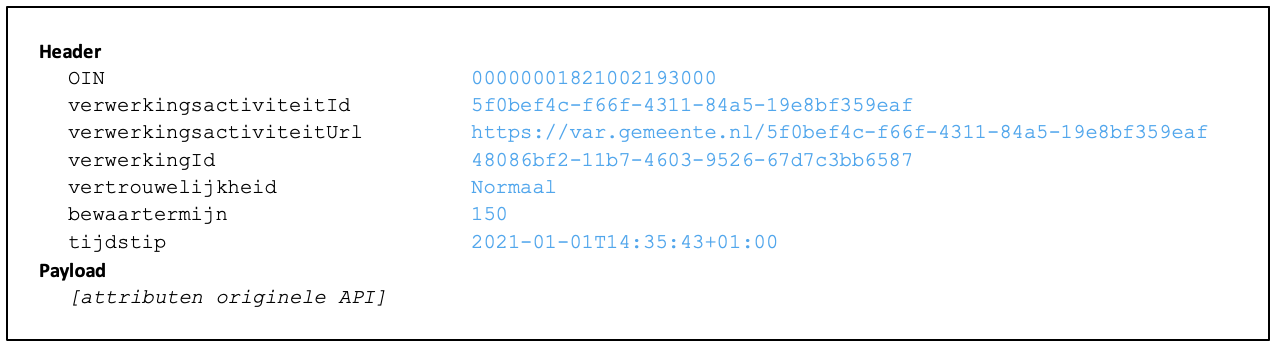 Header
OIN 00000001821002193000
verwerkingsactiviteitId 5f0bef4c-f66f-4311-84a5-19e8bf359eaf
verwerkingsactiviteitUrl https://var.gemeente.nl/5f0bef4c-f66f-4311-84a5-19e8bf359eaf
verwerkingId 48086bf2-11b7-4603-9526-67d7c3bb6587
vertrouwelijkheid Normaal
bewaartermijn 150
tijdstip 2021-01-01T14:35:43+01:00
Payload
[attributen originele API]